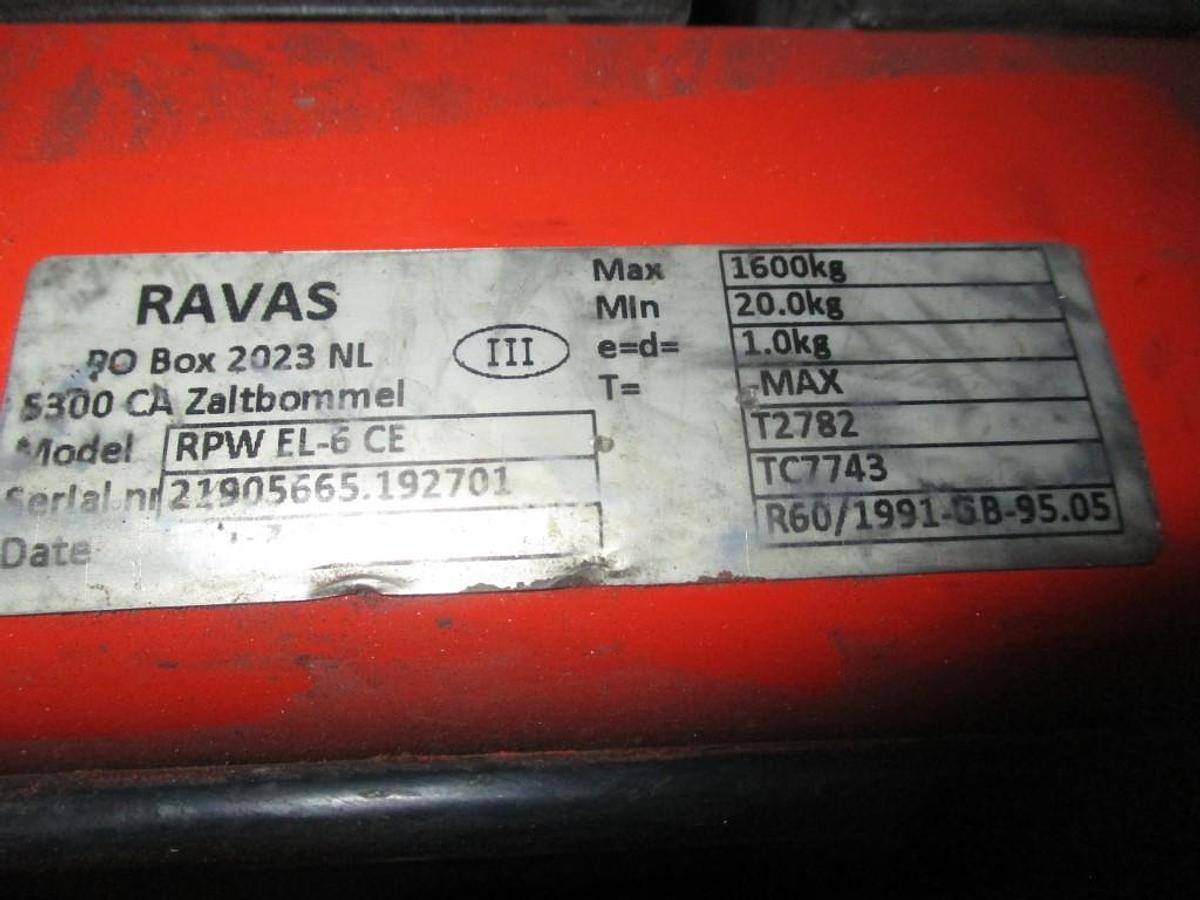 RAVAS
PO Box 2023 NL
5300 CA Zaltbommel
III
Model RPW EL-6 CE
Serial nr 21905665.192701
Date
Max 1600kg
Min 20.0kg
e=d= 1.0kg
T= -MAX
T2782
TC7743
R60/1991-GB-95.05